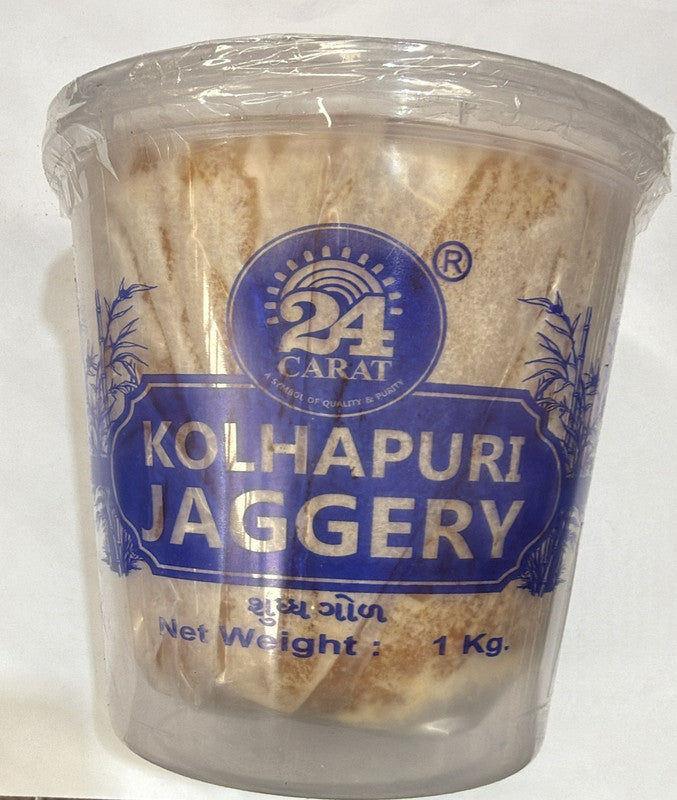 ®
24
CARAT
A SYMBOL OF QUALITY & PURITY
KOLHAPURI
JAGGERY
શુધ્ધ ગોળ
Net Weight : 1 Kg.